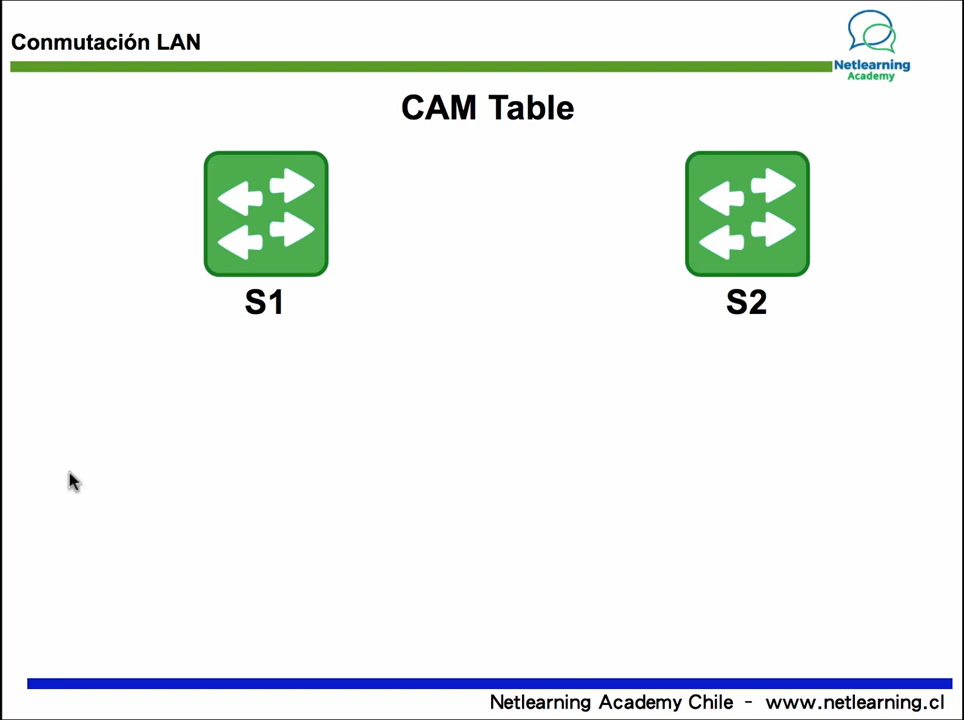 Conmutación LAN
Netlearning
Academy
CAM Table
S1
S2
Netlearning Academy Chile - www.netlearning.cl